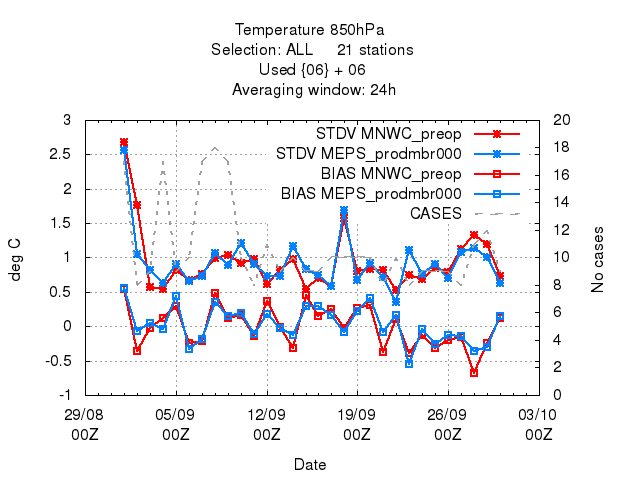 Temperature 850hPa
Selection: ALL 21 stations
Used {06} + 06
Averaging window: 24h
STDV MNWC_preop
STDV MEPS_prodmbr000
BIAS MNWC_preop
BIAS MEPS_prodmbr000
CASES
3
2.5
2
1.5
1
0.5
0
-0.5
-1
deg C
20
18
16
14
12
10
8
6
4
2
0
No cases
29/08 05/09 12/09 19/09 26/09 03/10
00Z 00Z 00Z 00Z 00Z 00Z
Date